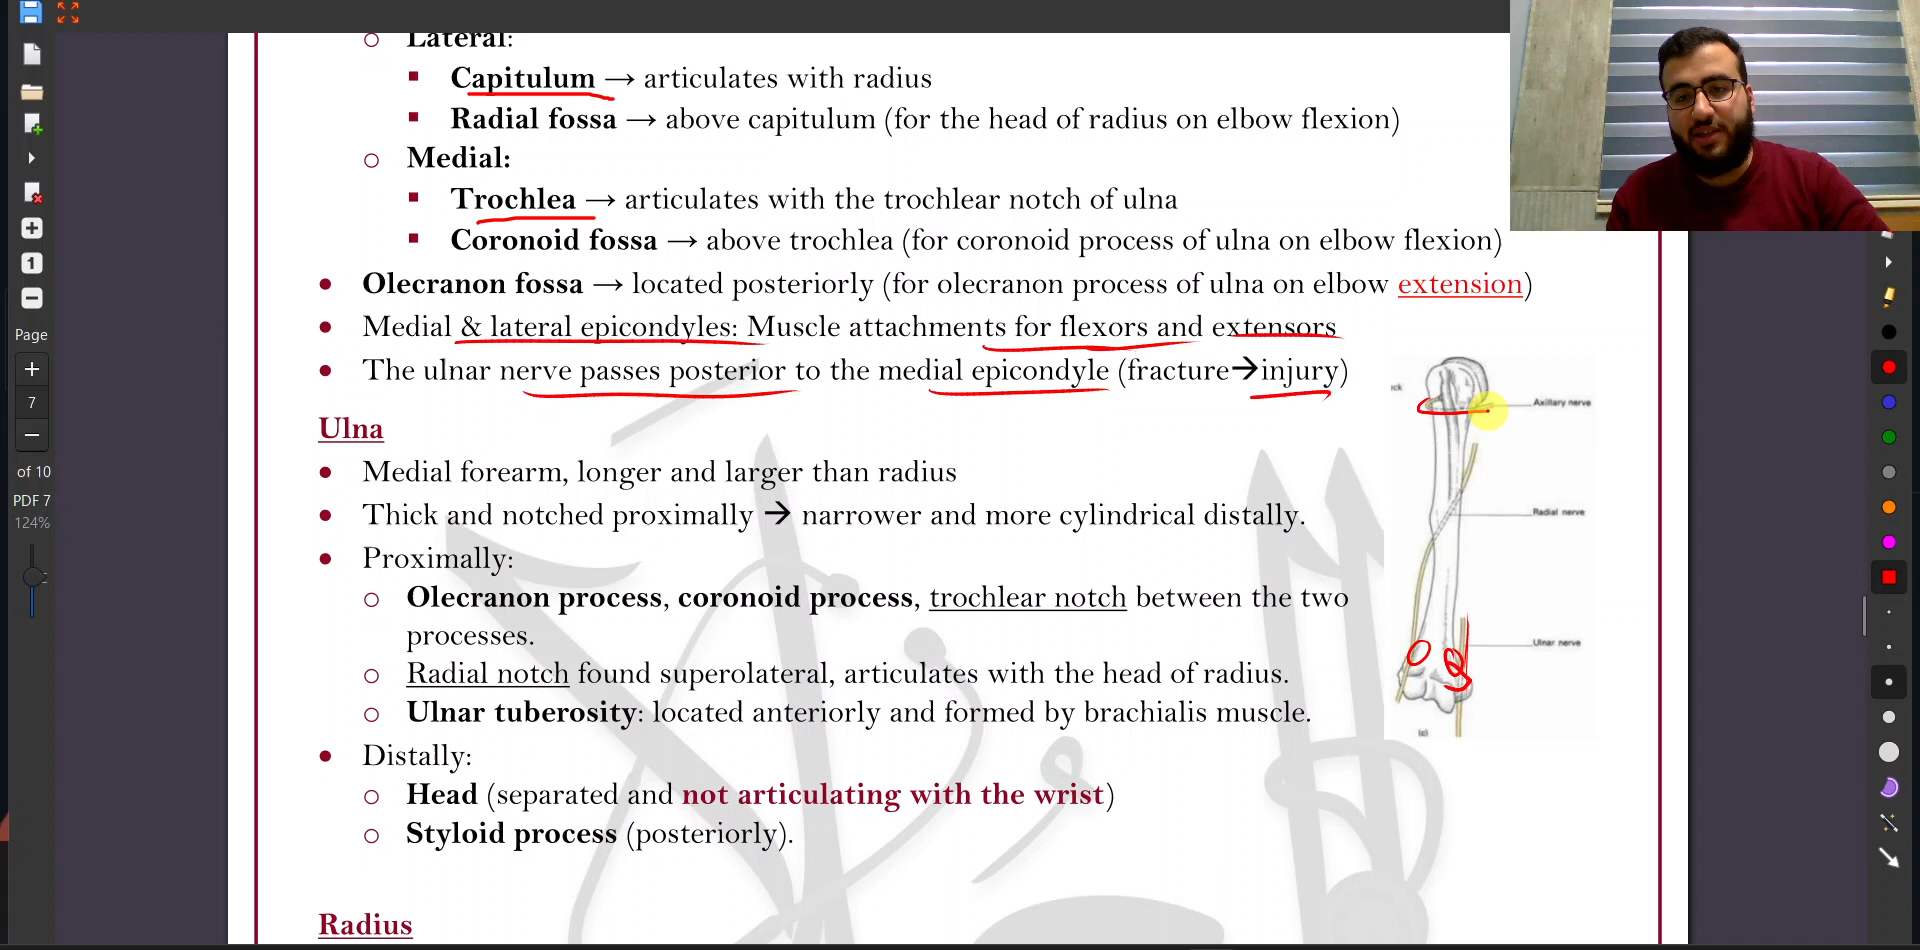 Lateral:
Capitulum → articulates with radius
Radial fossa → above capitulum (for the head of radius on elbow flexion)
Medial:
Trochlea → articulates with the trochlear notch of ulna
Coronoid fossa → above trochlea (for coronoid process of ulna on elbow flexion)
Olecranon fossa → located posteriorly (for olecranon process of ulna on elbow extension)
Medial & lateral epicondyles: Muscle attachments for flexors and extensors
The ulnar nerve passes posterior to the medial epicondyle (fracture→injury)
Ulna
Medial forearm, longer and larger than radius
Thick and notched proximally → narrower and more cylindrical distally.
Proximally:
Olecranon process, coronoid process, trochlear notch between the two
processes.
Radial notch found superolateral, articulates with the head of radius.
Ulnar tuberosity: located anteriorly and formed by brachialis muscle.
Distally:
Head (separated and not articulating with the wrist)
Styloid process (posteriorly).
Radius
Axillary nerve
Radial nerve
Ulnar nerve
(c)
1
Page
7
of 10
PDF 7
124%